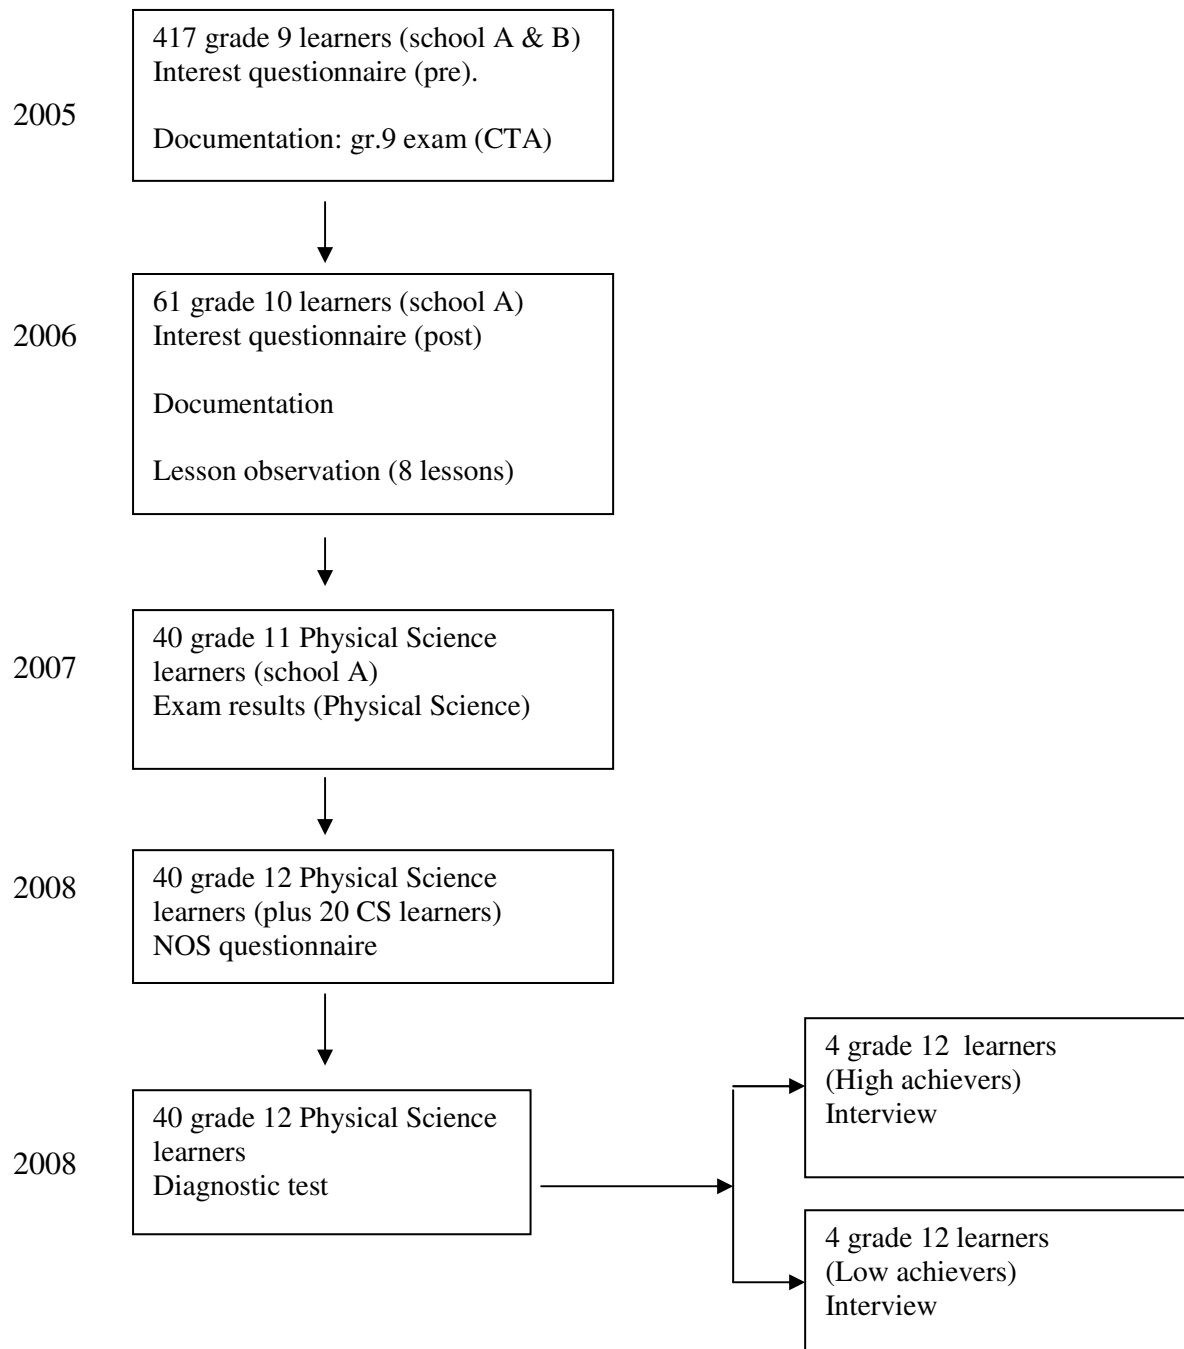 417 grade 9 learners (school A & B)
Interest questionnaire (pre).
2005
Documentation: gr.9 exam (CTA)
61 grade 10 learners (school A)
2006
Interest questionnaire (post)
Documentation
Lesson observation (8 lessons)
40 grade 11 Physical Science
2007
learners (school A)
Exam results (Physical Science)
2008
40 grade 12 Physical Science
learners (plus 20 CS learners)
NOS questionnaire
40 grade 12 Physical Science
learners
2008
Diagnostic test
4 grade 12 learners
(High achievers)
Interview
4 grade 12 learners
(Low achievers)
Interview